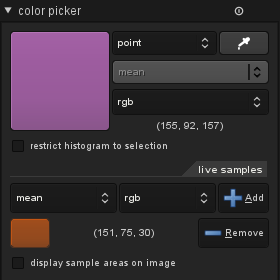 color picker
point
mean
rgb
(155, 92, 157)
restrict histogram to selection
live samples
mean rgb Add
(151, 75, 30) Remove
display sample areas on image